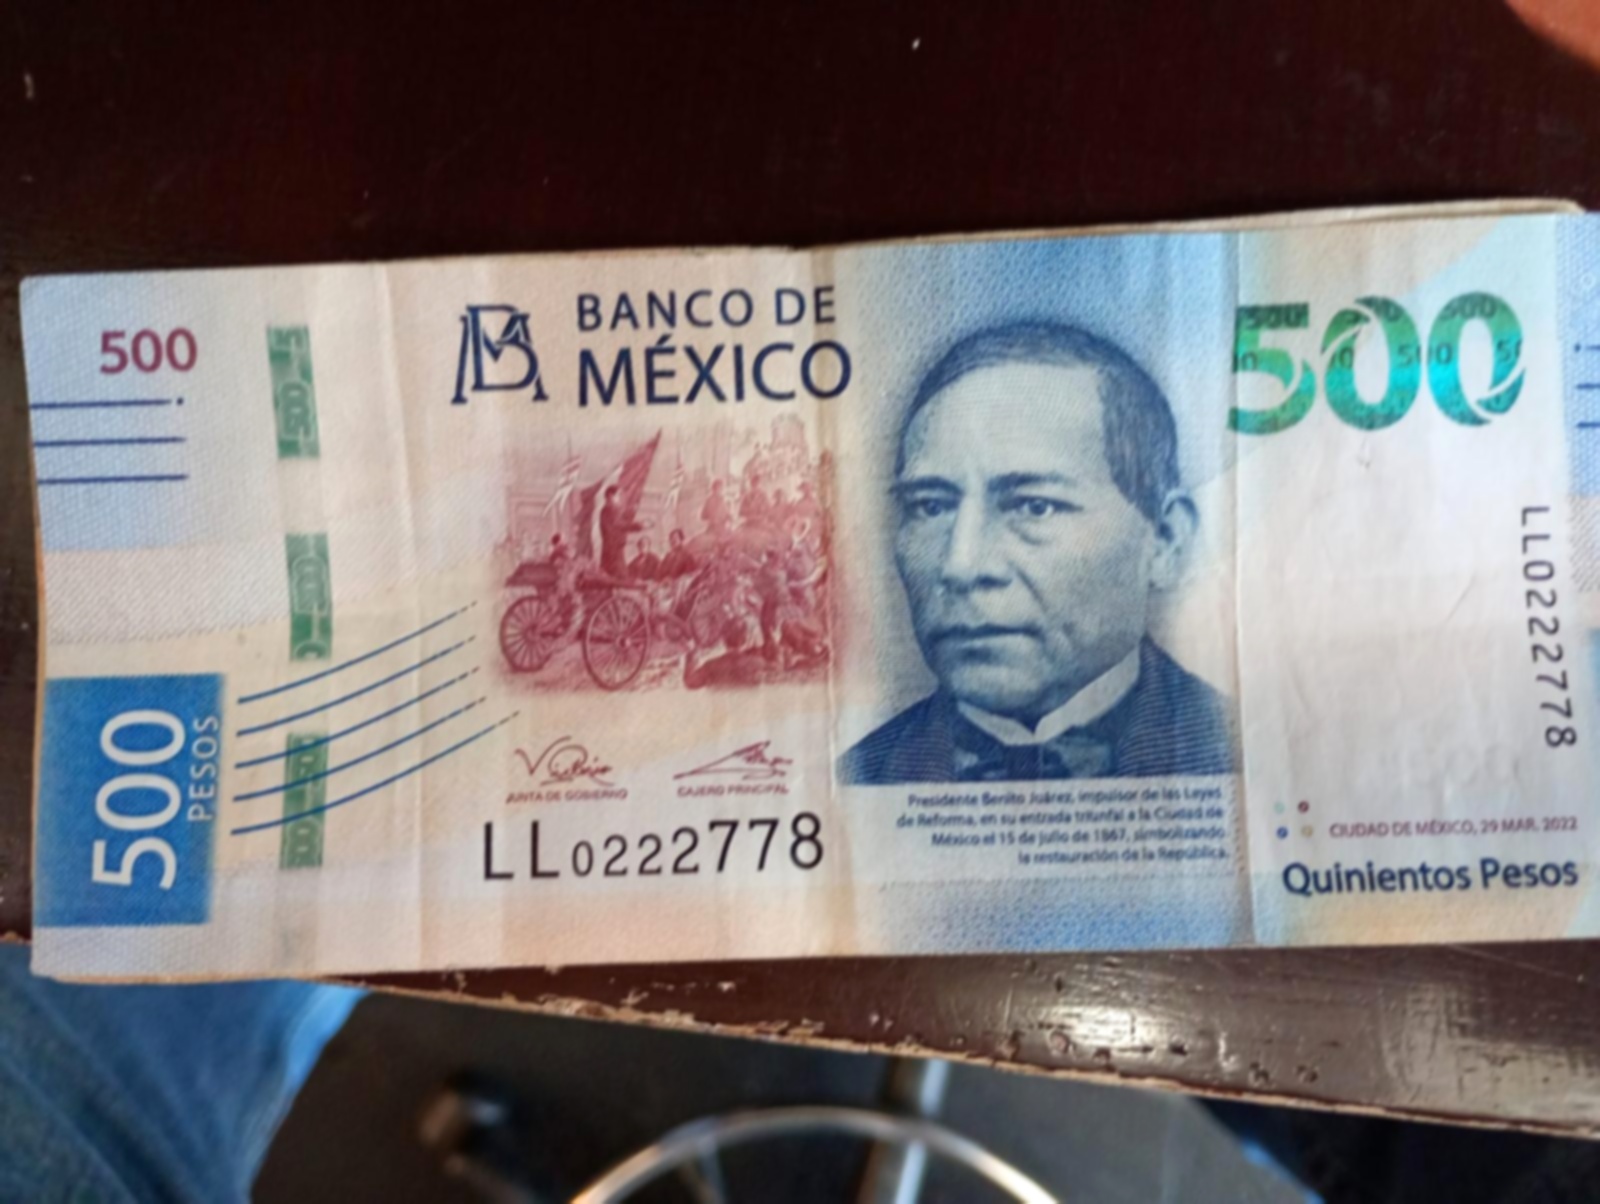 500
BANCO DE
MÉXICO
500
500
PESOS
JUNTA DE GOBIERNO
CAJERO PRINCIPAL
LL0222778
Presidente Benito Juárez, impulsor de las Leyes
de Reforma, en su entrada triunfal a la Ciudad de
México el 15 de julio de 1867, simbolizando
la restauración de la República.
LL0222778
CIUDAD DE MÉXICO, 29 MAR. 2022
Quinientos Pesos